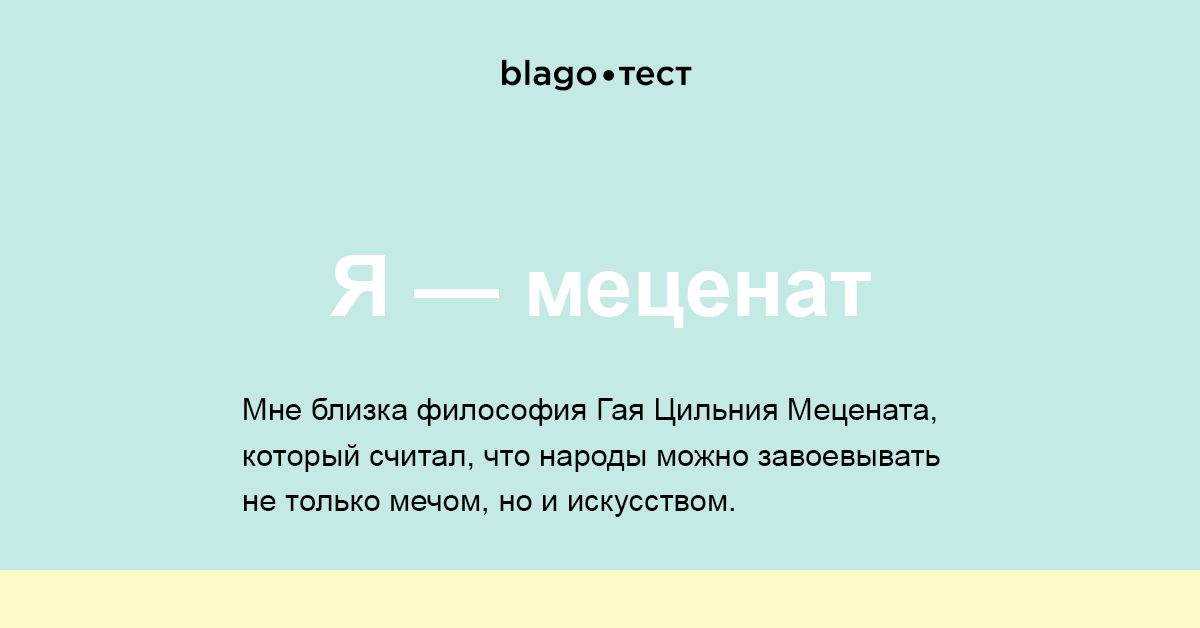 blago•тест
Я — меценат
Мне близка философия Гая Цильния Мецената,
который считал, что народы можно завоевывать
не только мечом, но и искусством.